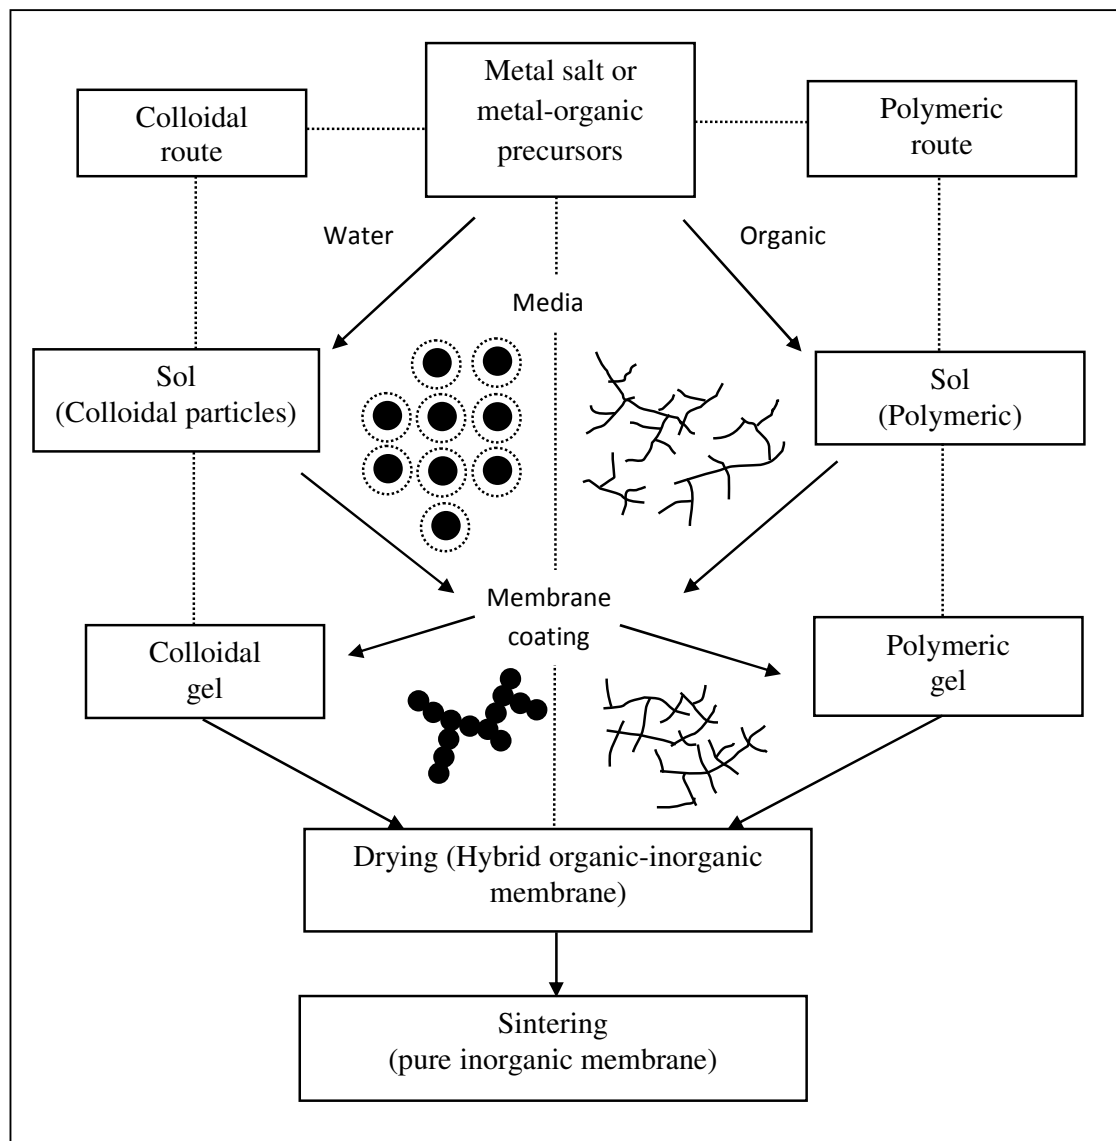 Metal salt or
metal-organic
precursors
Colloidal
route
Polymeric
route
Water
Organic
Media
Sol
(Colloidal particles)
Sol
(Polymeric)
Membrane
coating
Colloidal
gel
Polymeric
gel
Drying (Hybrid organic-inorganic
membrane)
Sintering
(pure inorganic membrane)